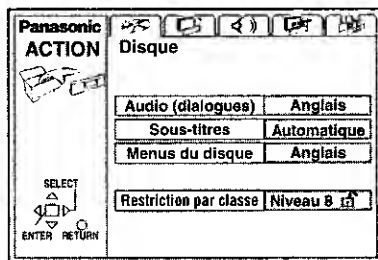 Panasonic
ACTION
Disque
Audio (dialogues) Anglais
Sous-titres Automatique
Menus du disque Anglais
Restriction par classe Niveau 8
SELECT
ENTER RETURN